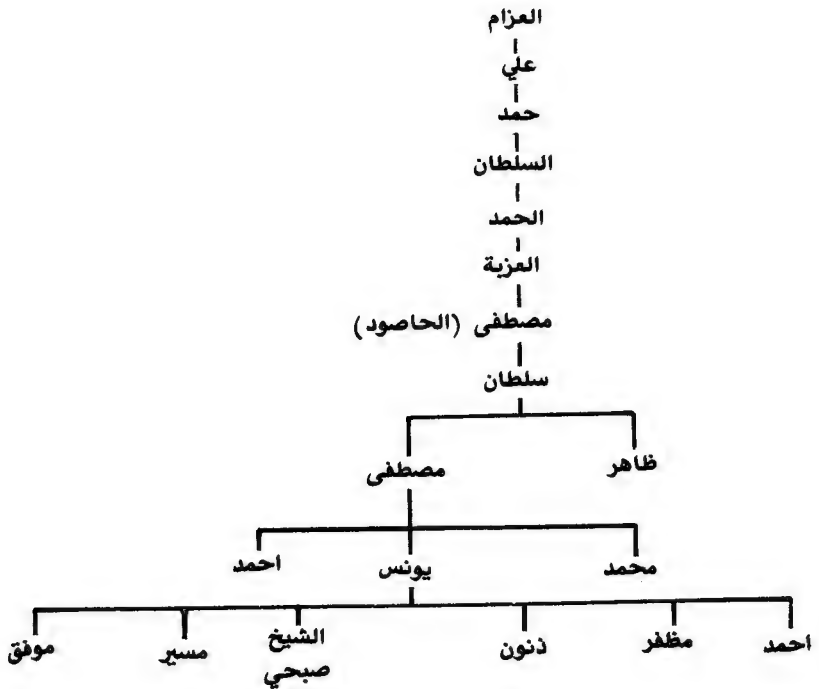 العزام
علي
حمد
السلطان
الحمد
العزبة
مصطفى (الحاصود)
سلطان
ظاهر
مصطفى
محمد
يونس
احمد
احمد
مظفر
ذنون
الشيخ
صبحي
مسير
موفق